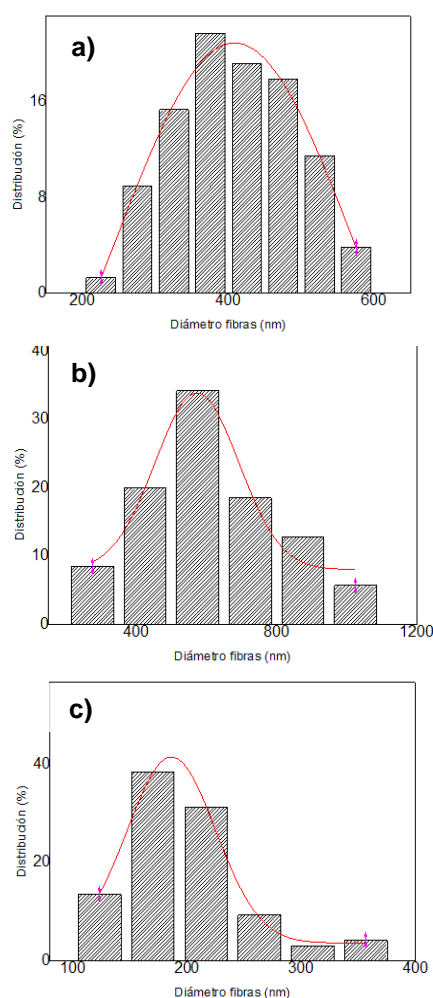 a)
Distribución (%)
16
8
0
200 400 600
Diámetro fibras (nm)
b)
Distribución (%)
40
30
20
10
0
400 800 1200
Diámetro fibras (nm)
c)
Distribución (%)
40
20
0
100 200 300 400
Diámetro fibras (nm)